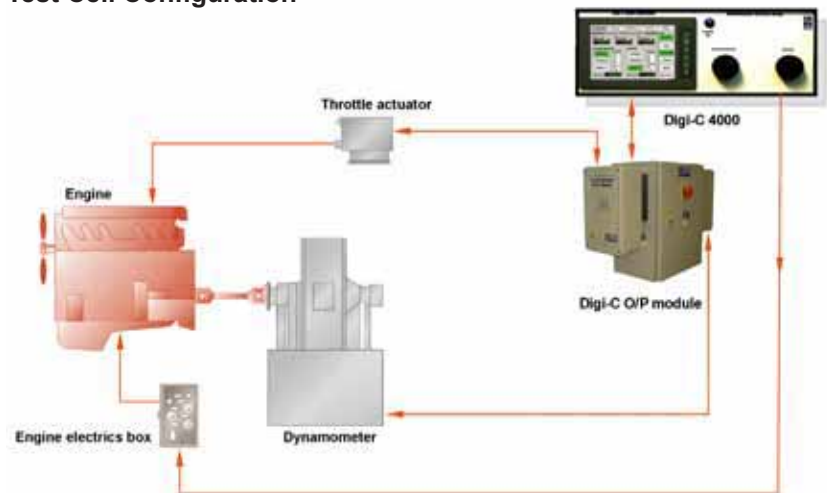 Test Cell Configuration
Throttle actuator
Digi-C 4000
Engine
Digi-C O/P module
Engine electrics box
Dynamometer